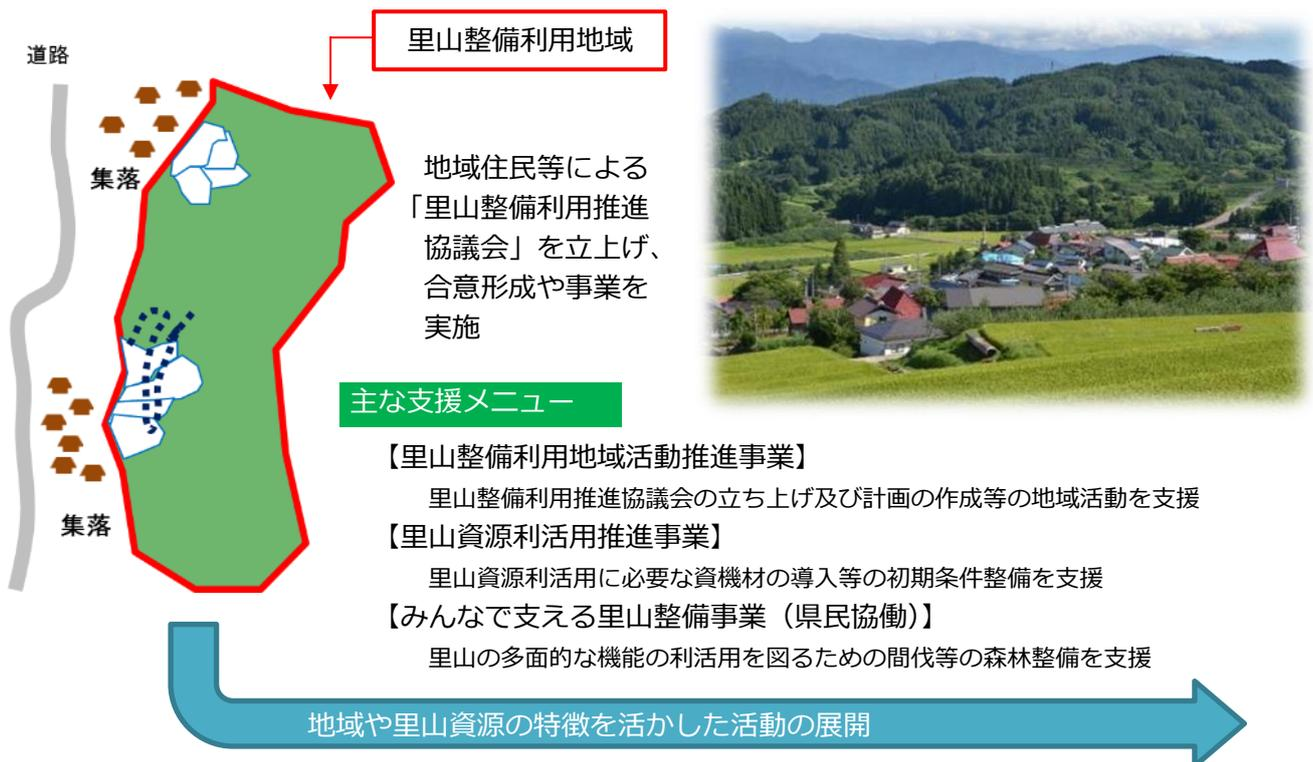 道路
里山整備利用地域
集落
地域住民等による
「里山整備利用推進
協議会」を立上げ、
合意形成や事業を
実施
集落
主な支援メニュー
【里山整備利用地域活動推進事業】
里山整備利用推進協議会の立ち上げ及び計画の作成等の地域活動を支援
【里山資源利活用推進事業】
里山資源利活用に必要な資機材の導入等の初期条件整備を支援
【みんなで支える里山整備事業（県民協働）】
里山の多面的な機能の利活用を図るための間伐等の森林整備を支援
地域や里山資源の特徴を活かした活動の展開